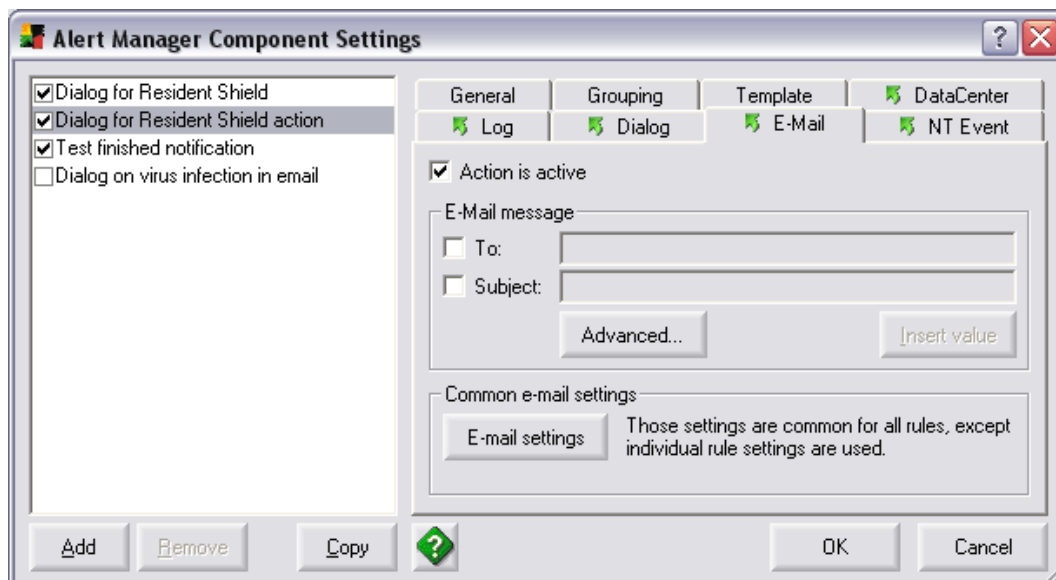 Alert Manager Component Settings
?
Dialog for Resident Shield
Dialog for Resident Shield action
Test finished notification
Dialog on virus infection in email
General
Grouping
Template
DataCenter
Log
Dialog
E-Mail
NT Event
Action is active
E-Mail message
To:
Subject:
Advanced...
Insert value
Common e-mail settings
E-mail settings
Those settings are common for all rules, except
individual rule settings are used.
Add
Remove
Copy
?
OK
Cancel